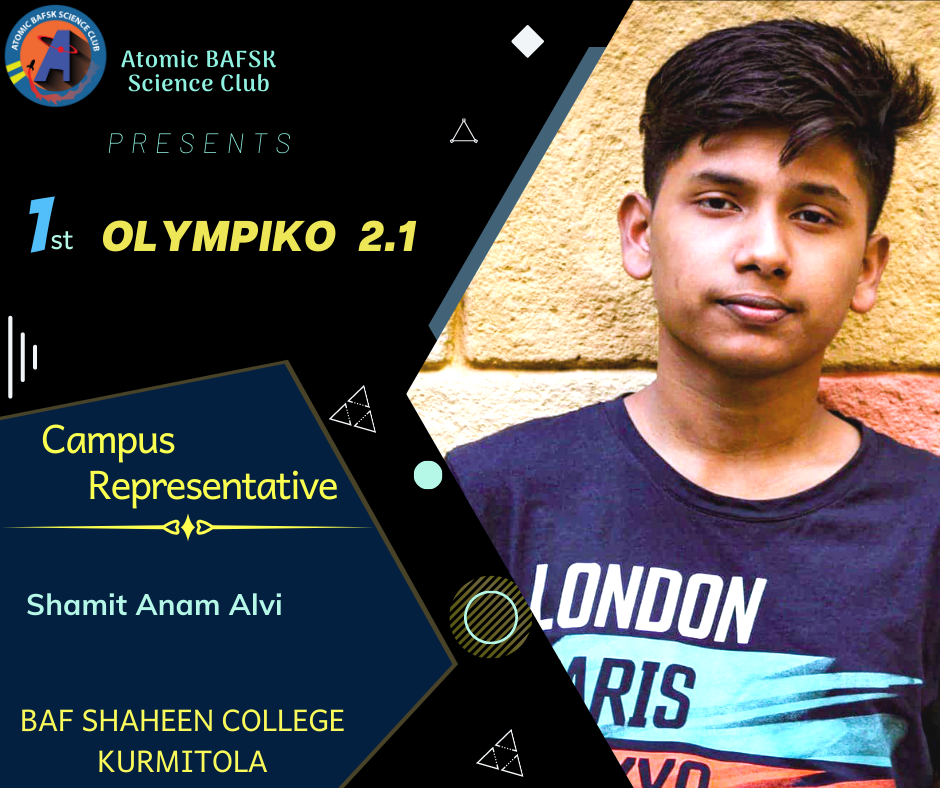 ATOMIC BAFSK SCIENCE CLUB
A
Atomic BAFSK
Science Club
PRESENTS
1st OLYMPIKO 2.1
Campus
Representative
Shamit Anam Alvi
BAF SHAHEEN COLLEGE
KURMITOLA
LONDON
ARIS
KYO